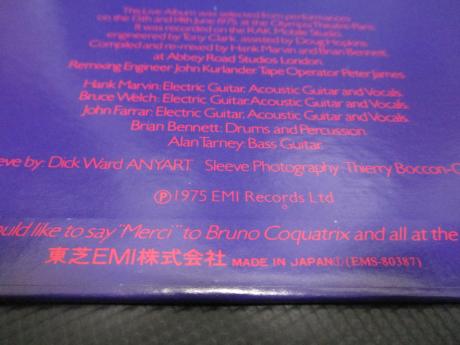 This Live Album was selected from performances
on the 13th and 14th June 1975, at the Olympia Theatre, Paris.
It was recorded on the RAK Mobile Studio,
engineered by Tony Clark, assisted by Doug Hopkins.
Compiled and re-mixed by Hank Marvin and Brian Bennett,
at Abbey Road Studios London.
Remixing Engineer John Kurlander Tape Operator Peter James.
Hank Marvin: Electric Guitar, Acoustic Guitar and Vocals.
Bruce Welch: Electric Guitar, Acoustic Guitar and Vocals.
John Farrar: Electric Guitar, Acoustic Guitar and Vocals.
Brian Bennett: Drums and Percussion.
Alan Tarney: Bass Guitar.
eve by: Dick Ward ANYART. Sleeve Photography: Thierry Boccon-G
Ⓟ 1975 EMI Records Ltd
ould like to say "Merci" to Bruno Coquatrix and all at the
東芝EMI株式会社 MADE IN JAPAN (EMS-80387)